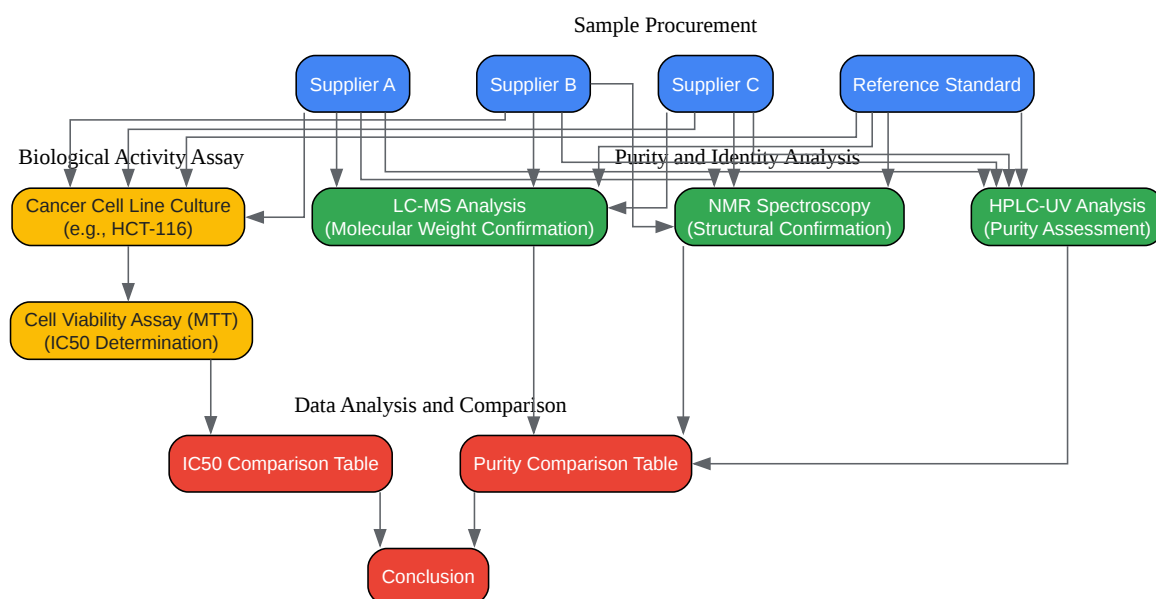 Sample Procurement
Supplier A
Supplier B
Supplier C
Reference Standard
Biological Activity Assay
Purity and Identity Analysis
Cancer Cell Line Culture
(e.g., HCT-116)
LC-MS Analysis
(Molecular Weight Confirmation)
NMR Spectroscopy
(Structural Confirmation)
HPLC-UV Analysis
(Purity Assessment)
Cell Viability Assay (MTT)
(IC50 Determination)
Data Analysis and Comparison
IC50 Comparison Table
Purity Comparison Table
Conclusion